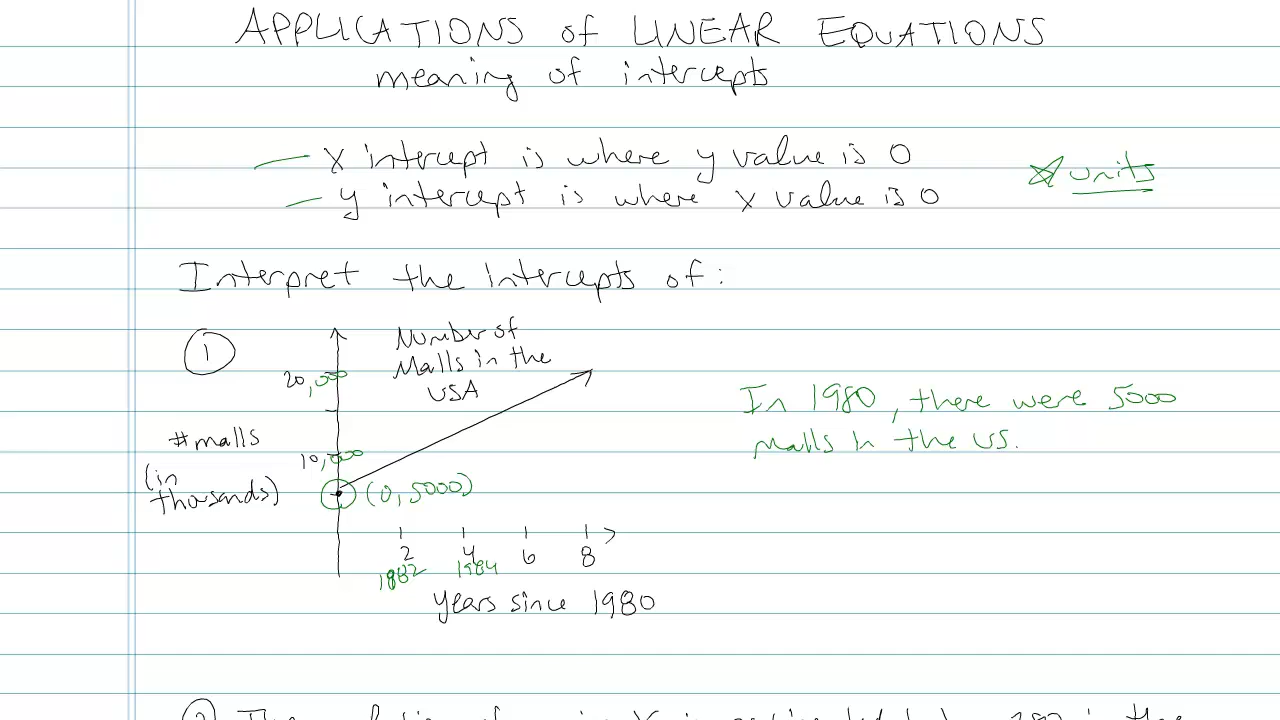 APPLICATIONS of LINEAR EQUATIONS
meaning of intercepts
x intercept is where y value is 0
y intercept is where x value is 0
units
Interpret the intercepts of:
1
Number of
Malls in the
USA
20,000
10,000
# malls
(in
thousands)
(0, 5000)
2 4 6 8
1982 1984
years since 1980
In 1980, there were 5000
malls in the US.
2 The